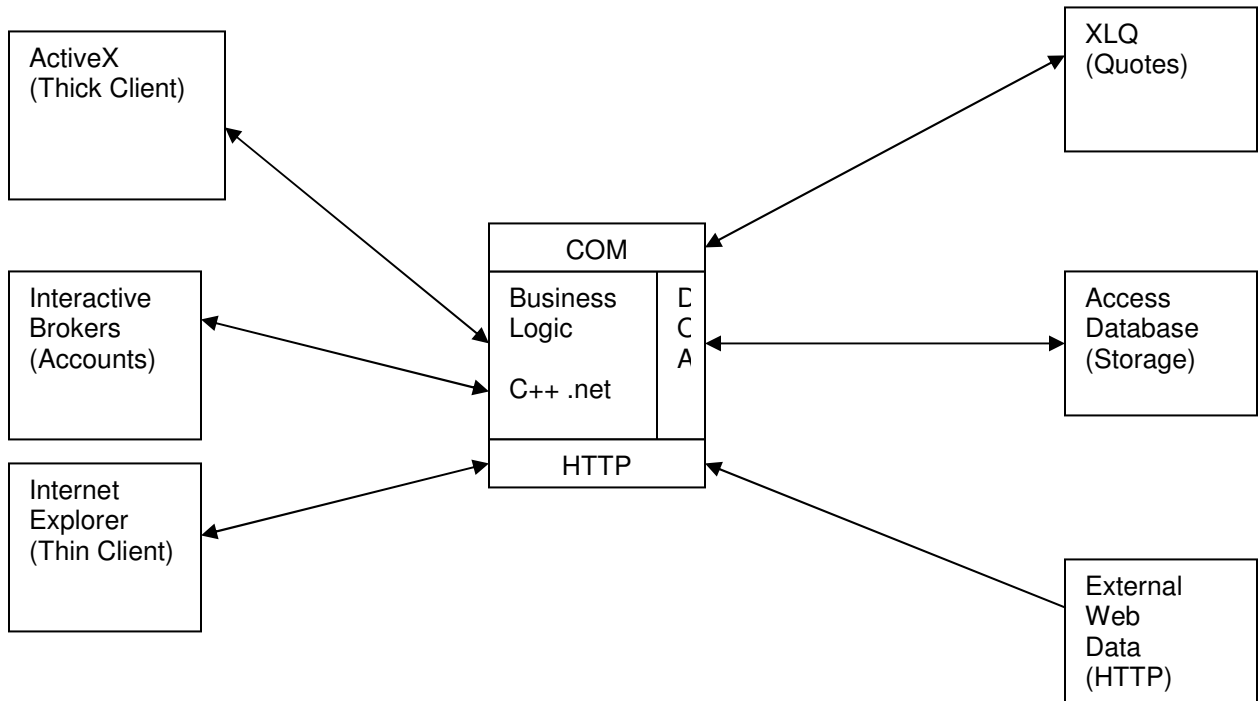 ActiveX
(Thick Client)
XLQ
(Quotes)
COM
Interactive
Brokers
(Accounts)
Business
Logic
C++ .net
D
C
A
Access
Database
(Storage)
HTTP
Internet
Explorer
(Thin Client)
External
Web
Data
(HTTP)